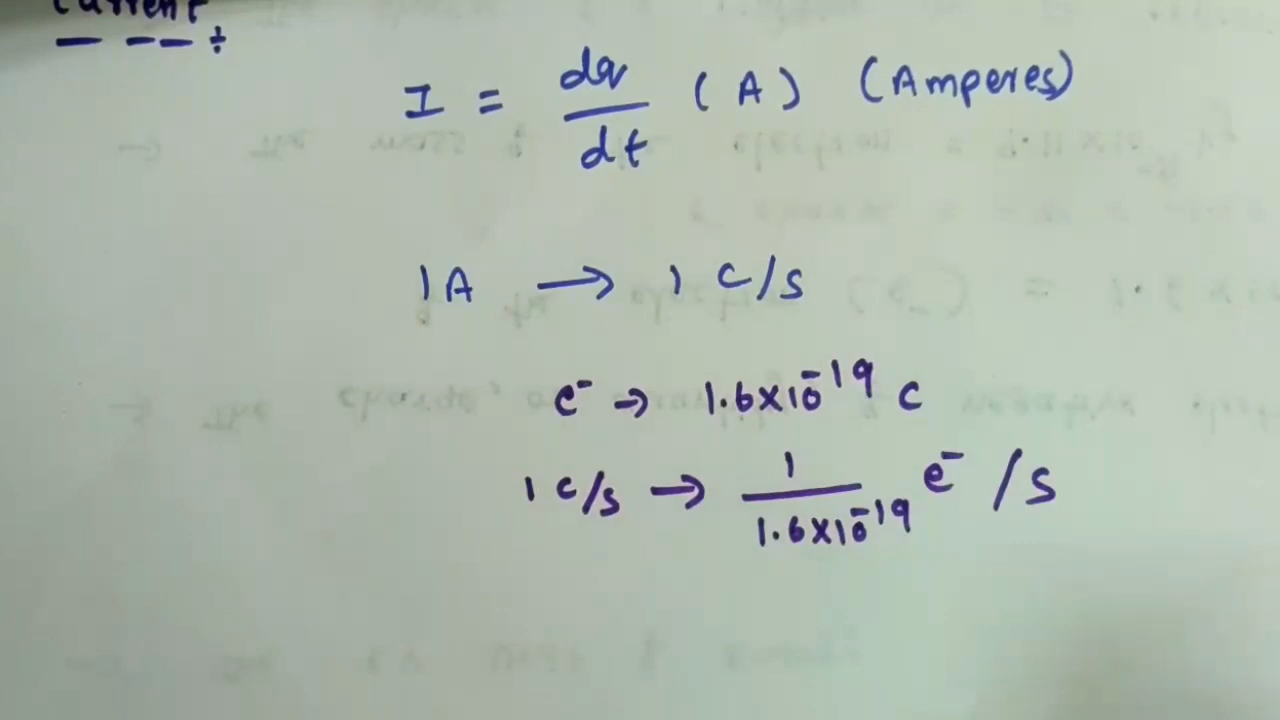 Current
I = dq/dt (A) (Amperes)
1A → 1 C/s
e⁻ → 1.6×10⁻¹⁹ C
1 C/s → 1/1.6×10⁻¹⁹ e⁻/s